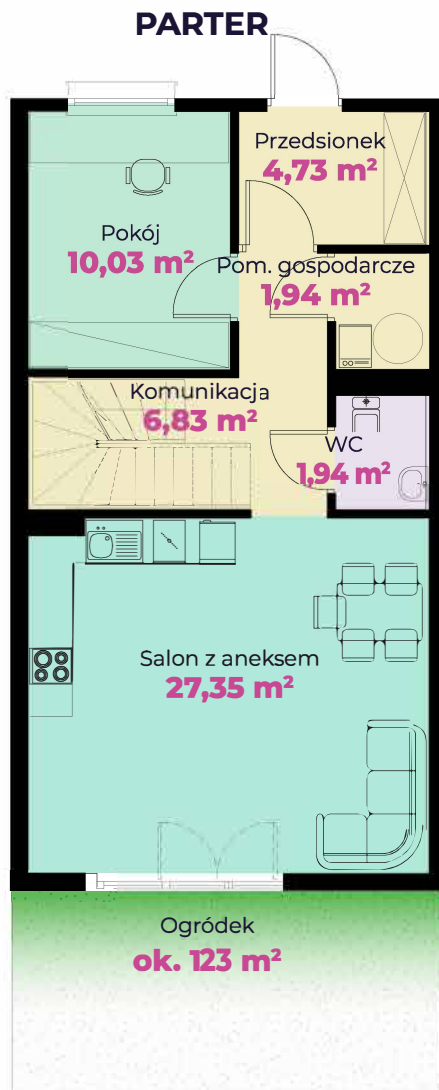 PARTER
Przedsionek
4,73 m²
Pokój
10,03 m²
Pom. gospodarcze
1,94 m²
Komunikacja
6,83 m²
WC
1,94 m²
Salon z aneksem
27,35 m²
Ogródek
ok. 123 m²